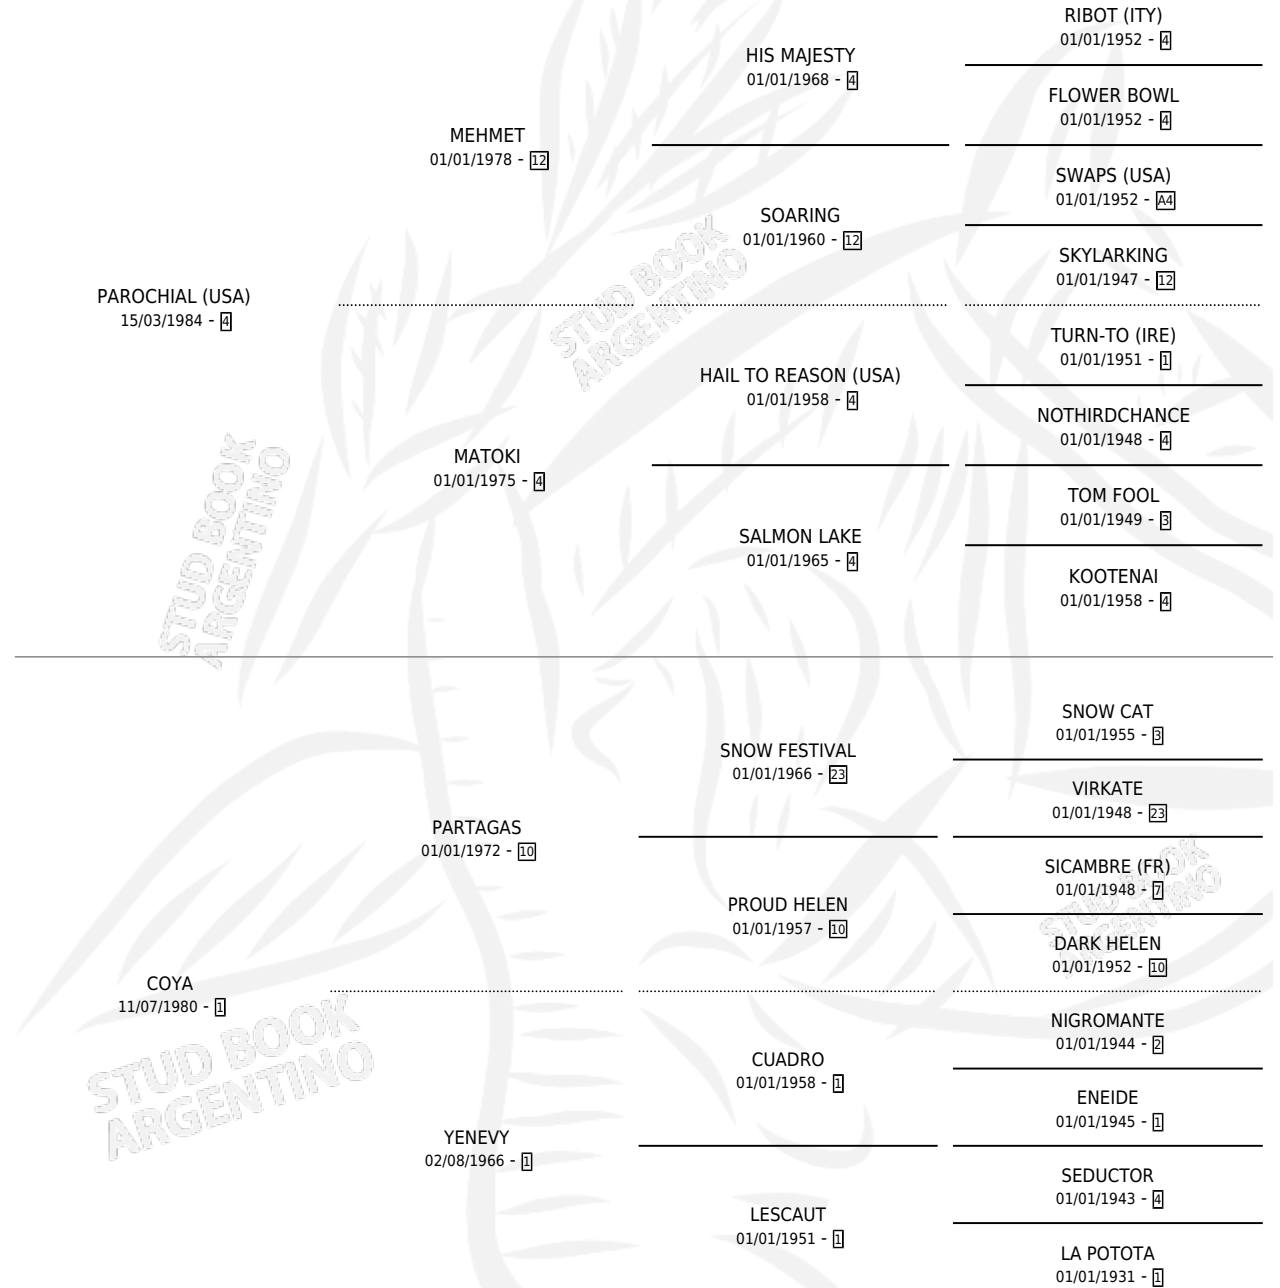 RIBOT (ITY)
01/01/1952 - 4
HIS MAJESTY
01/01/1968 - 4
FLOWER BOWL
01/01/1952 - 4
MEHMET
01/01/1978 - 12
SWAPS (USA)
01/01/1952 - A4
SOARING
01/01/1960 - 12
SKYLARKING
01/01/1947 - 12
PAROCHIAL (USA)
15/03/1984 - 4
TURN-TO (IRE)
01/01/1951 - 1
HAIL TO REASON (USA)
01/01/1958 - 4
NOTHIRDCHANCE
01/01/1948 - 4
MATOKI
01/01/1975 - 4
TOM FOOL
01/01/1949 - 3
SALMON LAKE
01/01/1965 - 4
KOOTENAI
01/01/1958 - 4
SNOW CAT
01/01/1955 - 3
SNOW FESTIVAL
01/01/1966 - 23
VIRKATE
01/01/1948 - 23
PARTAGAS
01/01/1972 - 10
SICAMBRE (FR)
01/01/1948 - 7
PROUD HELEN
01/01/1957 - 10
DARK HELEN
01/01/1952 - 10
COYA
11/07/1980 - 1
NIGROMANTE
01/01/1944 - 2
CUADRO
01/01/1958 - 1
ENEIDE
01/01/1945 - 1
YENEVY
02/08/1966 - 1
SEDUCTOR
01/01/1943 - 4
LESCAUT
01/01/1951 - 1
LA POTOTA
01/01/1931 - 1
STUD BOOK
ARGENTINO
STUD BOOK
ARGENTINO
STUD BOOK
ARGENTINO
STUD BOOK
ARGENTINO